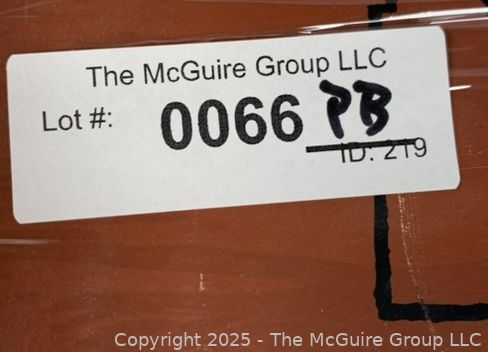 The McGuire Group LLC
Lot #: 0066 PB
ID: 219
Copyright 2025 - The McGuire Group LLC